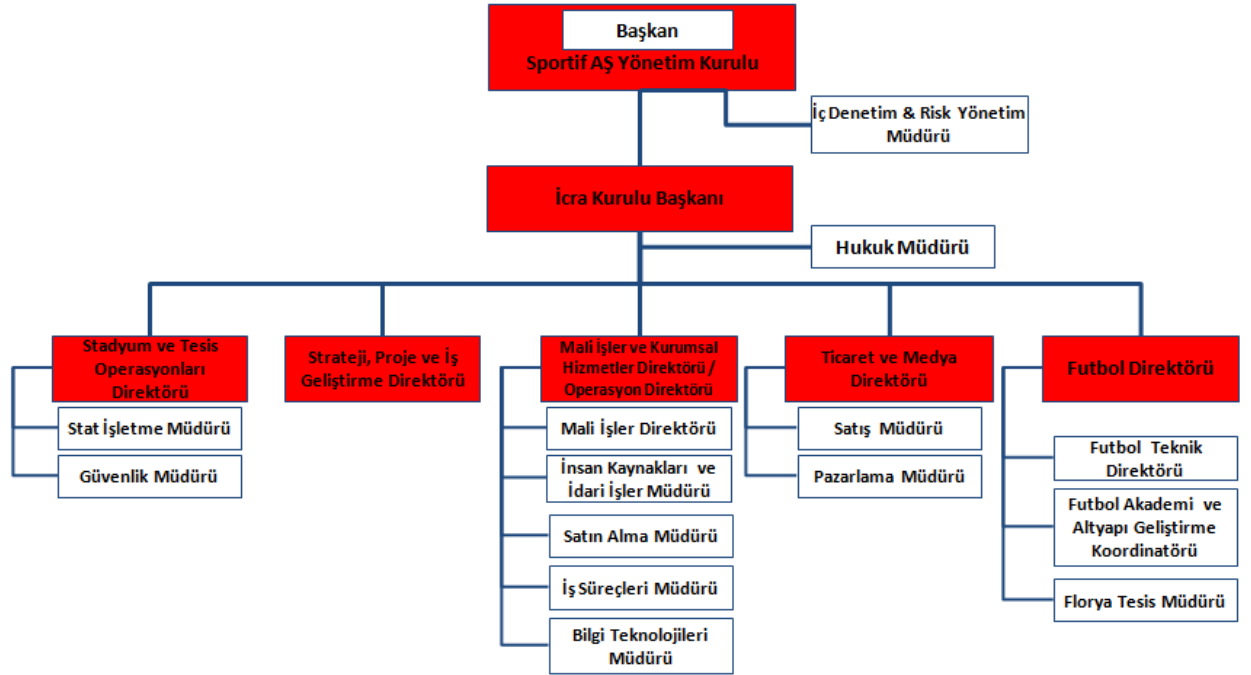 Başkan
Sportif AŞ Yönetim Kurulu
İç Denetim & Risk Yönetim
Müdürü
İcra Kurulu Başkanı
Hukuk Müdürü
Stadyum ve Tesis
Operasyonları
Direktörü
Stat İşletme Müdürü
Güvenlik Müdürü
Strateji, Proje ve İş
Geliştirme Direktörü
Mali İşler ve Kurumsal
Hizmetler Direktörü /
Operasyon Direktörü
Mali İşler Direktörü
İnsan Kaynakları ve
İdari İşler Müdürü
Satın Alma Müdürü
İş Süreçleri Müdürü
Bilgi Teknolojileri
Müdürü
Ticaret ve Medya
Direktörü
Satış Müdürü
Pazarlama Müdürü
Futbol Direktörü
Futbol Teknik
Direktörü
Futbol Akademi ve
Altyapı Geliştirme
Koordinatörü
Florya Tesis Müdürü